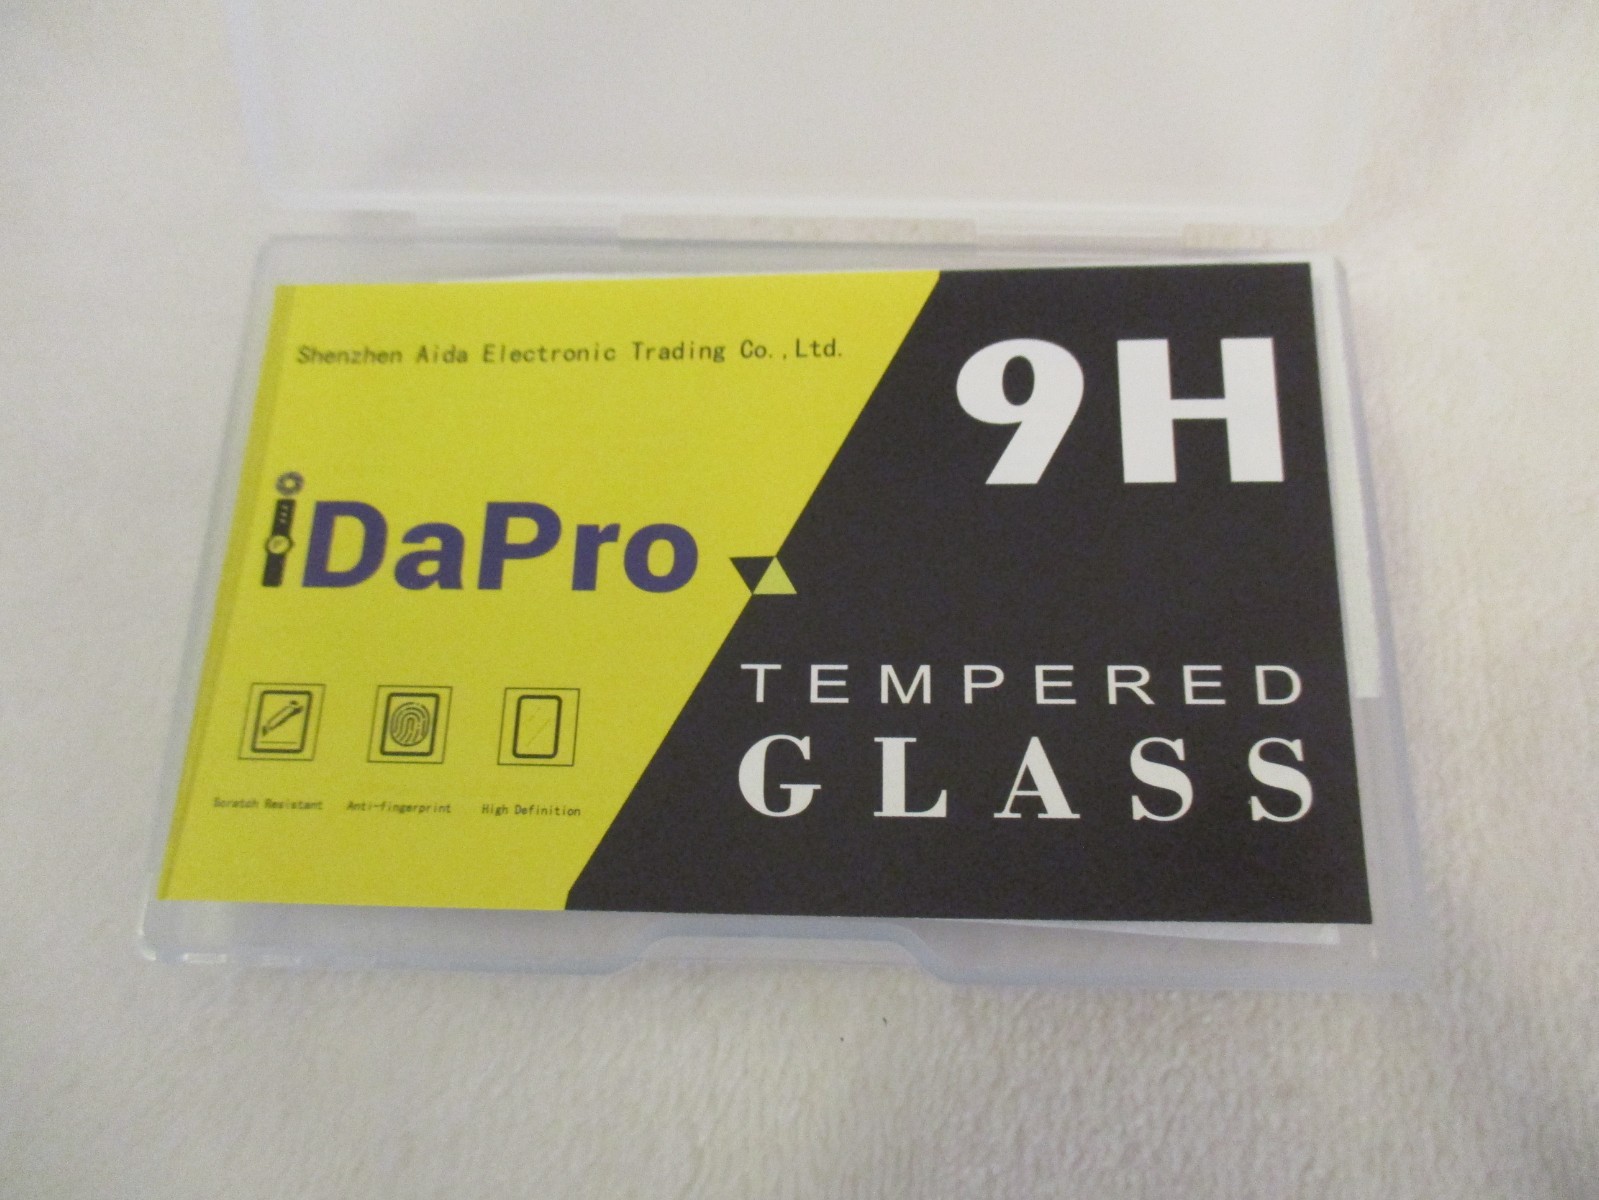 Shenzhen Aida Electronic Trading Co.,Ltd.
9H
iDaPro
TEMPERED
GLASS
Scratch Resistant
Anti-fingerprint
High Definition